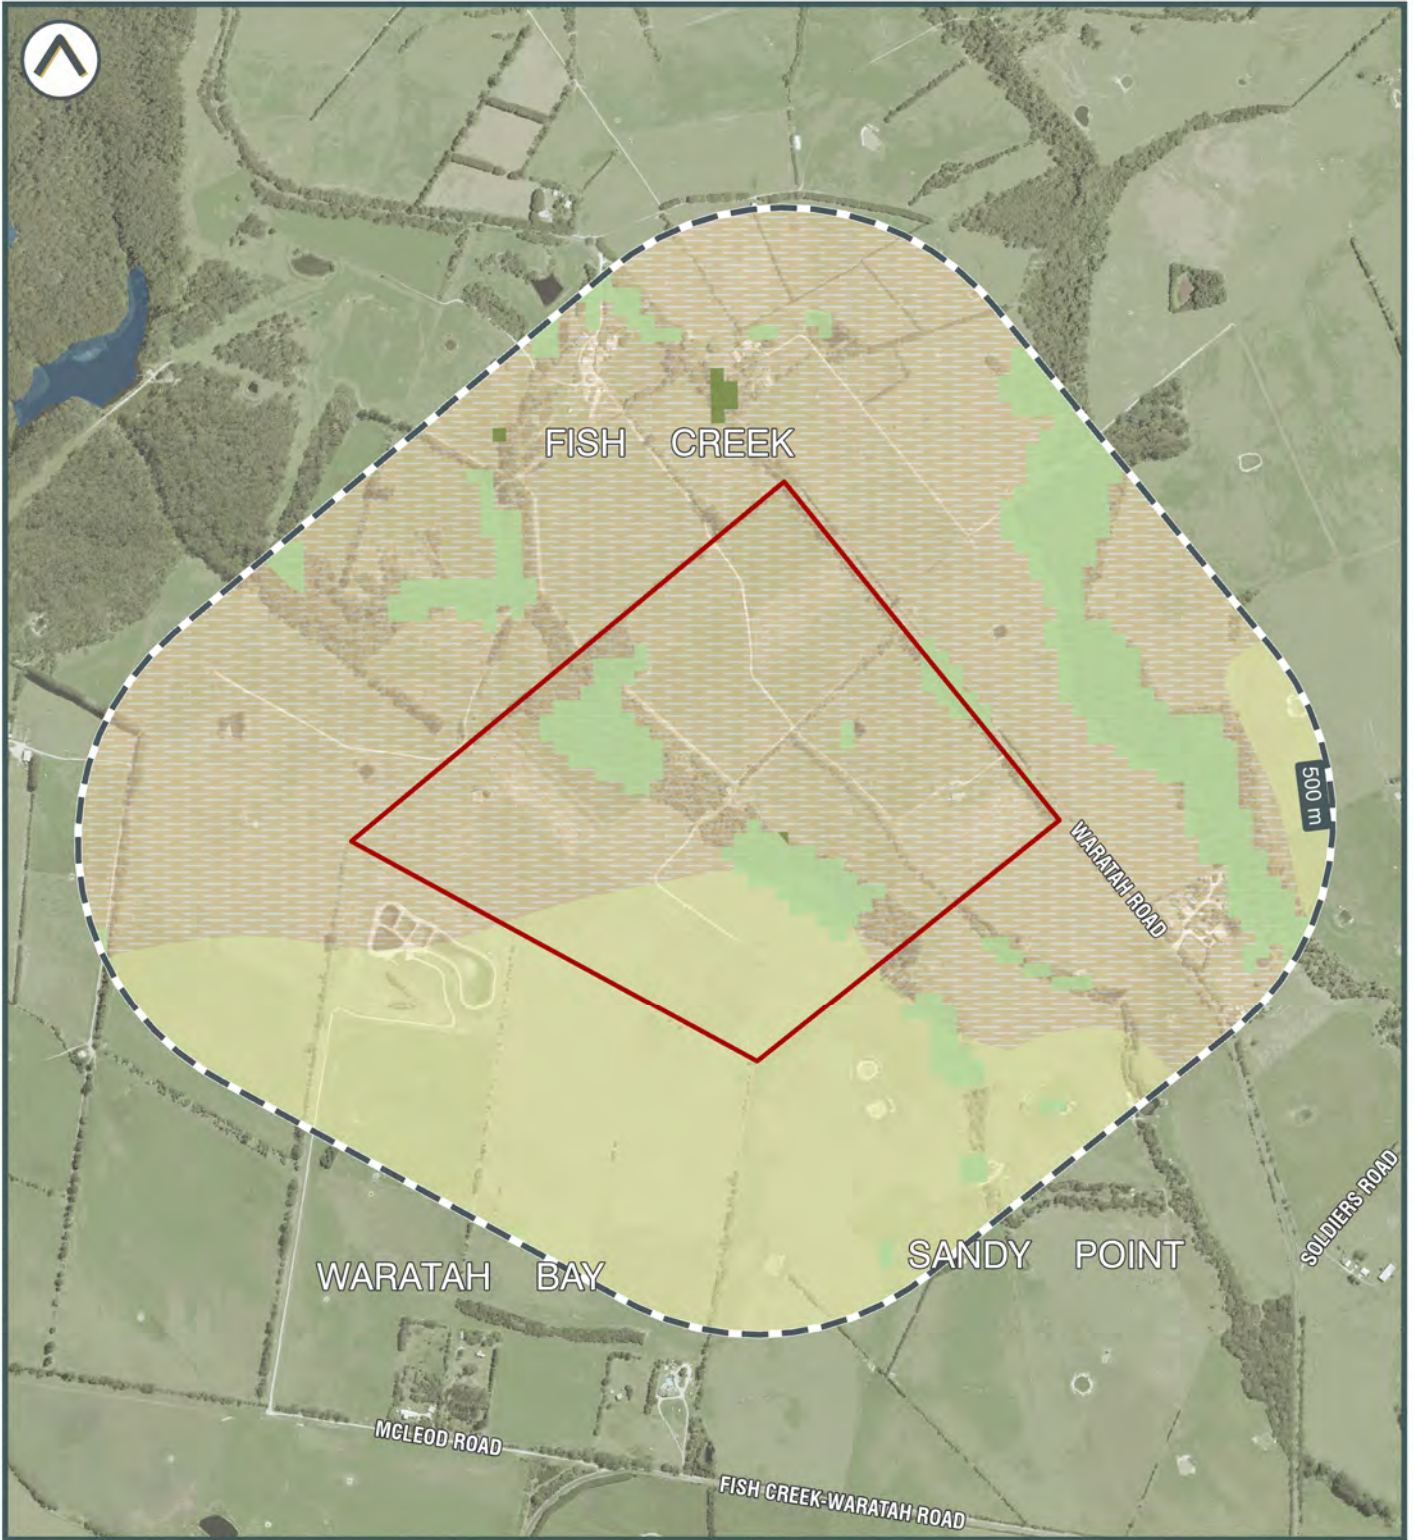 FISH CREEK
500 m
WARATAH ROAD
SOLDIERS ROAD
SANDY POINT
WARATAH BAY
MCLEOD ROAD
FISH CREEK-WARATAH ROAD